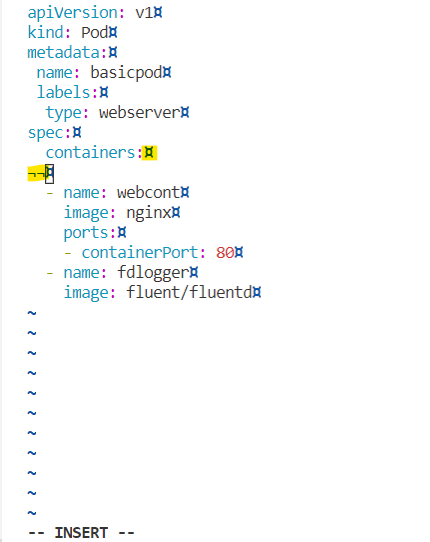 apiVersion: v1¤
kind: Pod¤
metadata:¤
 name: basicpod¤
 labels:¤
  type: webserver¤
spec:¤
  containers:¤
¬¬¤
  - name: webcont¤
    image: nginx¤
    ports:¤
    - containerPort: 80¤
  - name: fdlogger¤
    image: fluent/fluentd¤
~
~
~
~
~
~
~
~
~
~
~
-- INSERT --